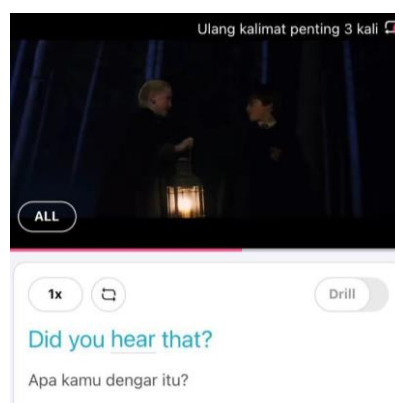 Ulang kalimat penting 3 kali
ALL
1x
Drill
Did you hear that?
Apa kamu dengar itu?